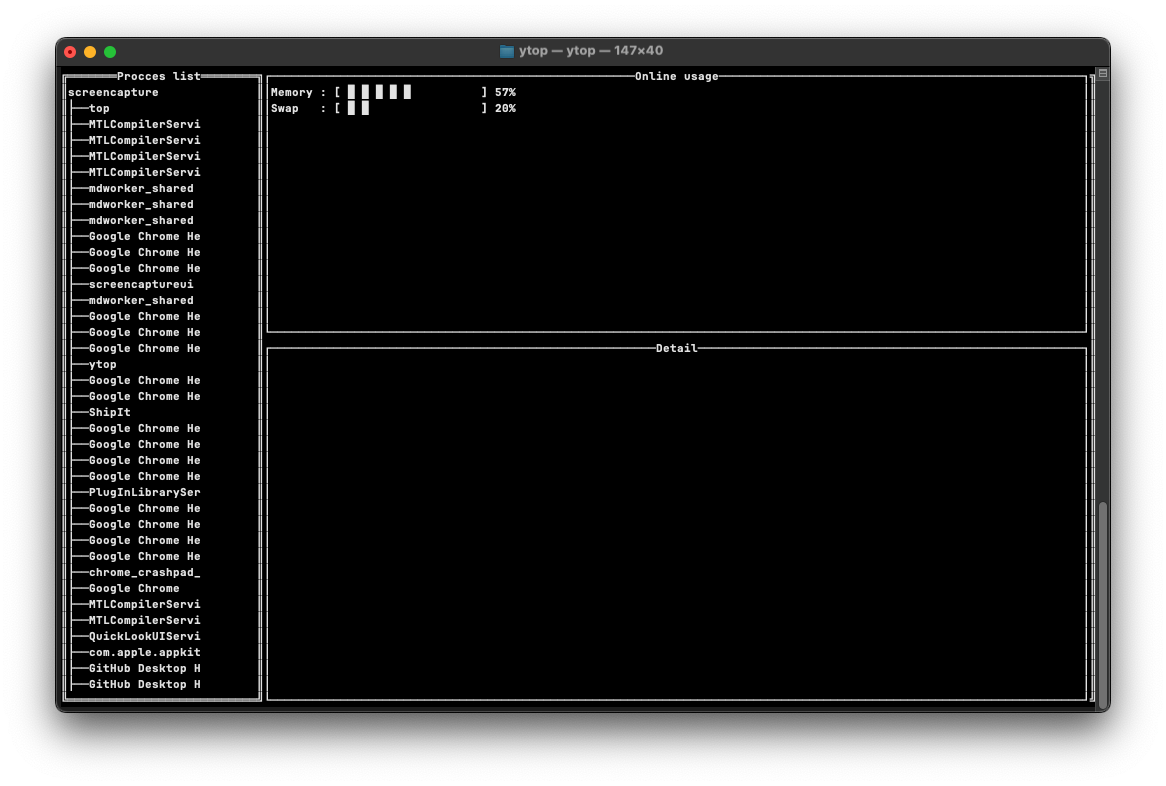 ytop — ytop — 147×40
Procces list
screencapture
top
MTLCompilerServi
MTLCompilerServi
MTLCompilerServi
MTLCompilerServi
mdworker_shared
mdworker_shared
mdworker_shared
Google Chrome He
Google Chrome He
Google Chrome He
screencaptureui
mdworker_shared
Google Chrome He
Google Chrome He
Google Chrome He
ytop
Google Chrome He
Google Chrome He
ShipIt
Google Chrome He
Google Chrome He
Google Chrome He
Google Chrome He
PlugInLibrarySer
Google Chrome He
Google Chrome He
Google Chrome He
Google Chrome He
chrome_crashpad_
Google Chrome
MTLCompilerServi
MTLCompilerServi
QuickLookUIServi
com.apple.appkit
GitHub Desktop H
GitHub Desktop H
Online usage
Memory : [ █ █ █ █ █ ] 57%
Swap : [ █ █ ] 20%
Detail